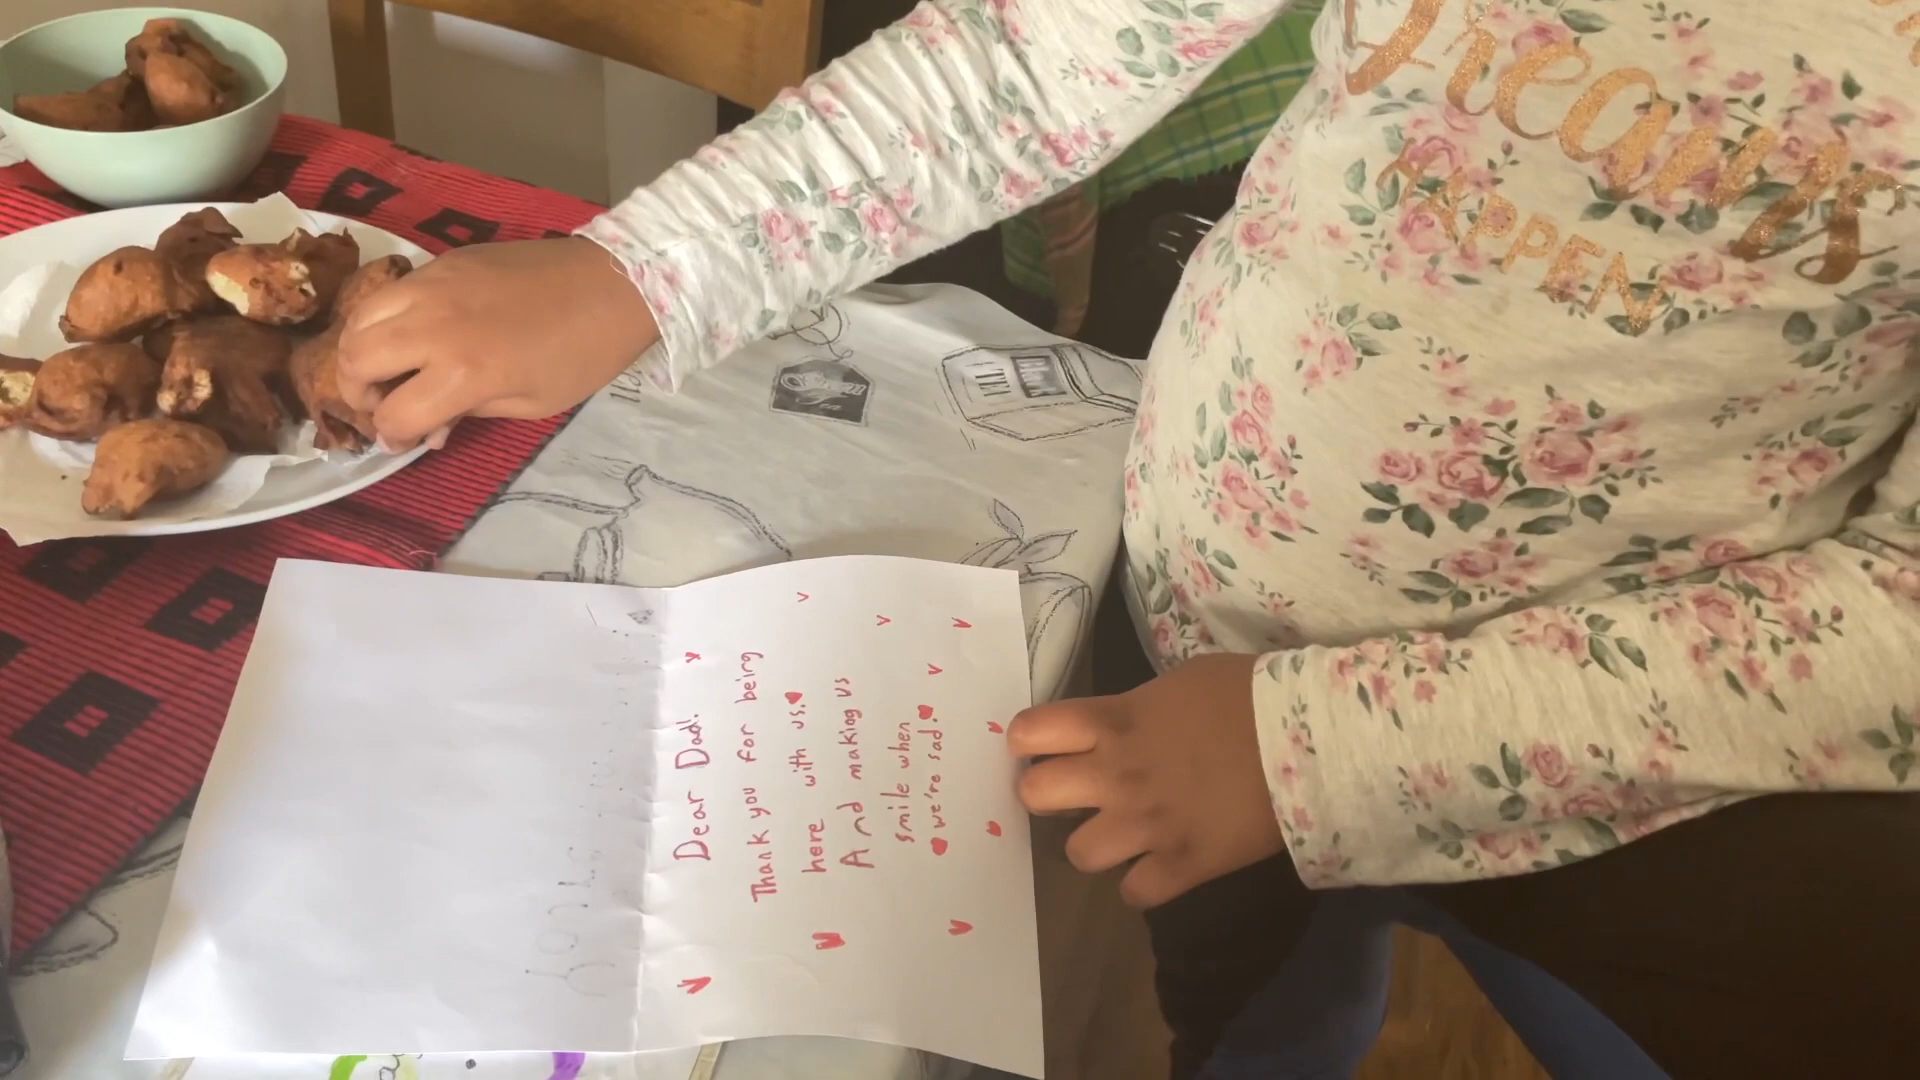 Dreams
HAPPEN
Dear Dad!
Thank you for being
here with us.
And making us
smile when
we're sad.